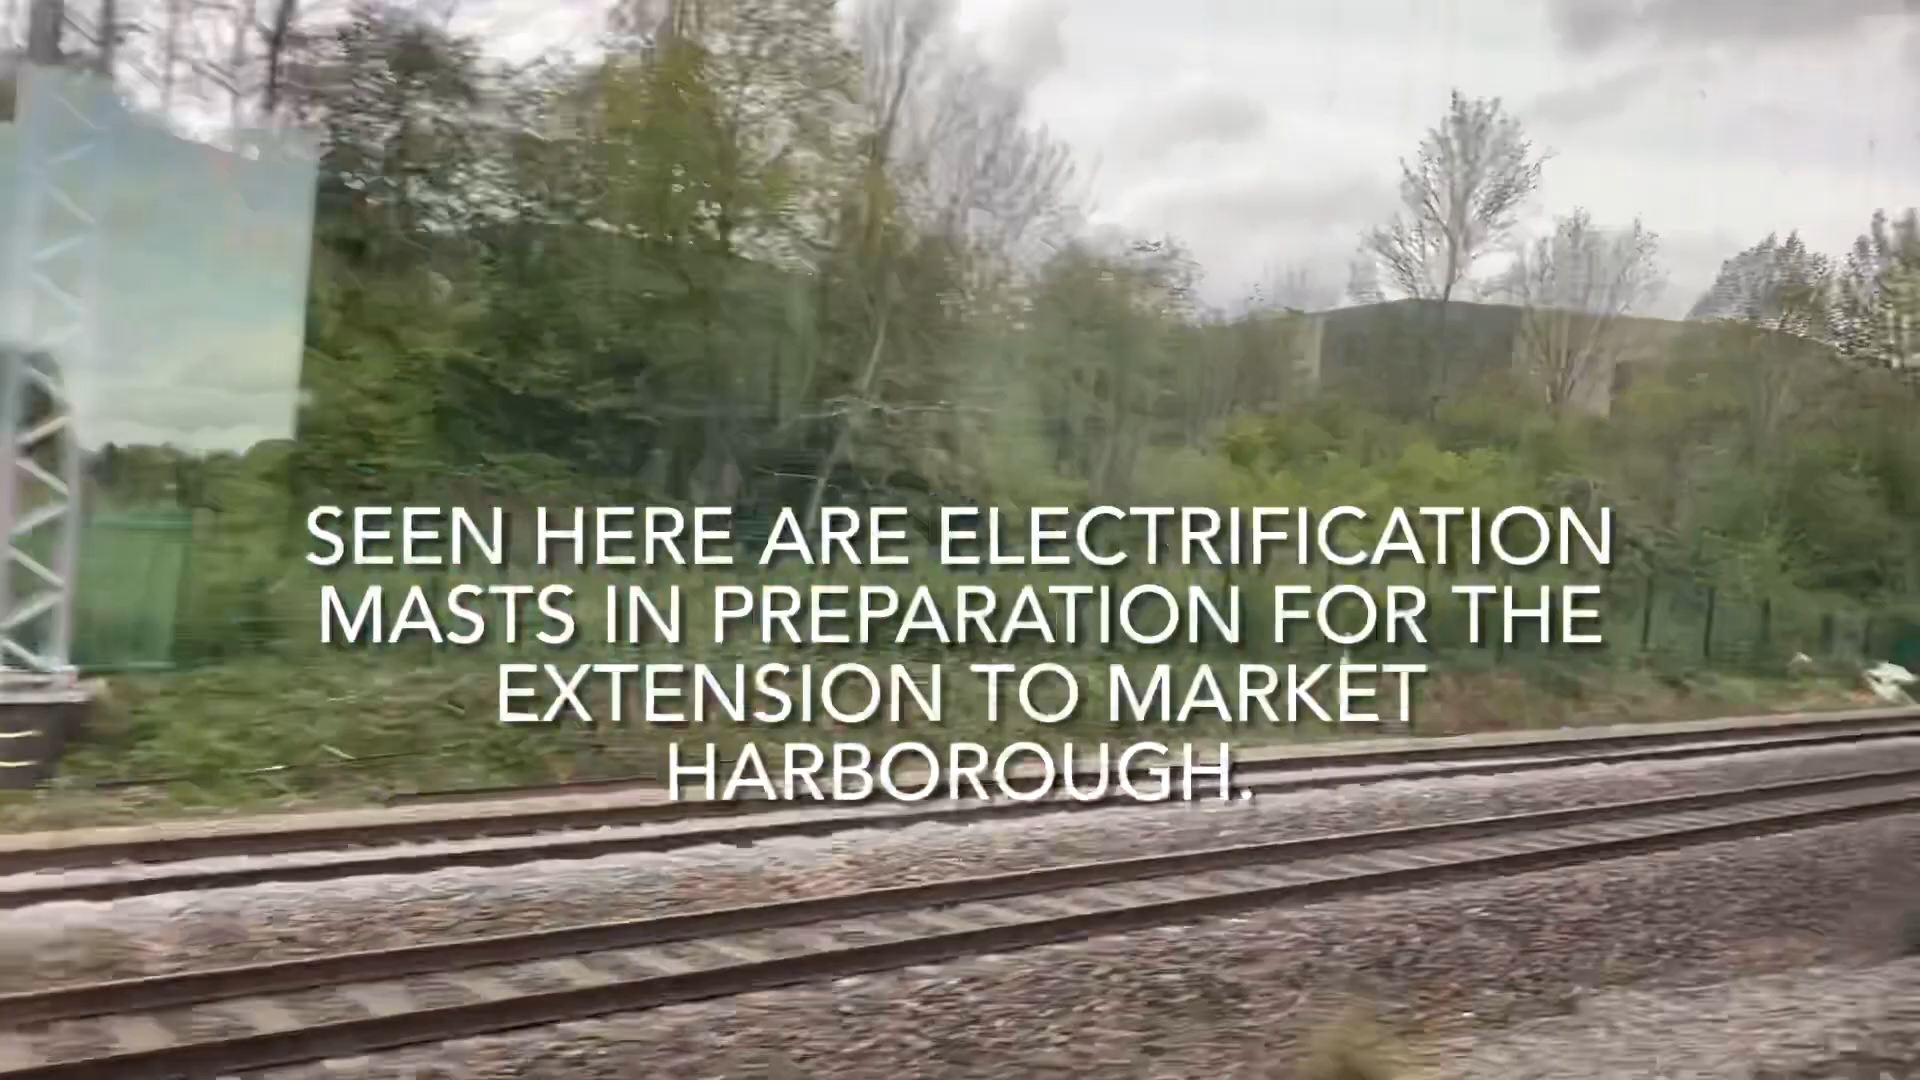 SEEN HERE ARE ELECTRIFICATION
MASTS IN PREPARATION FOR THE
EXTENSION TO MARKET
HARBOROUGH.